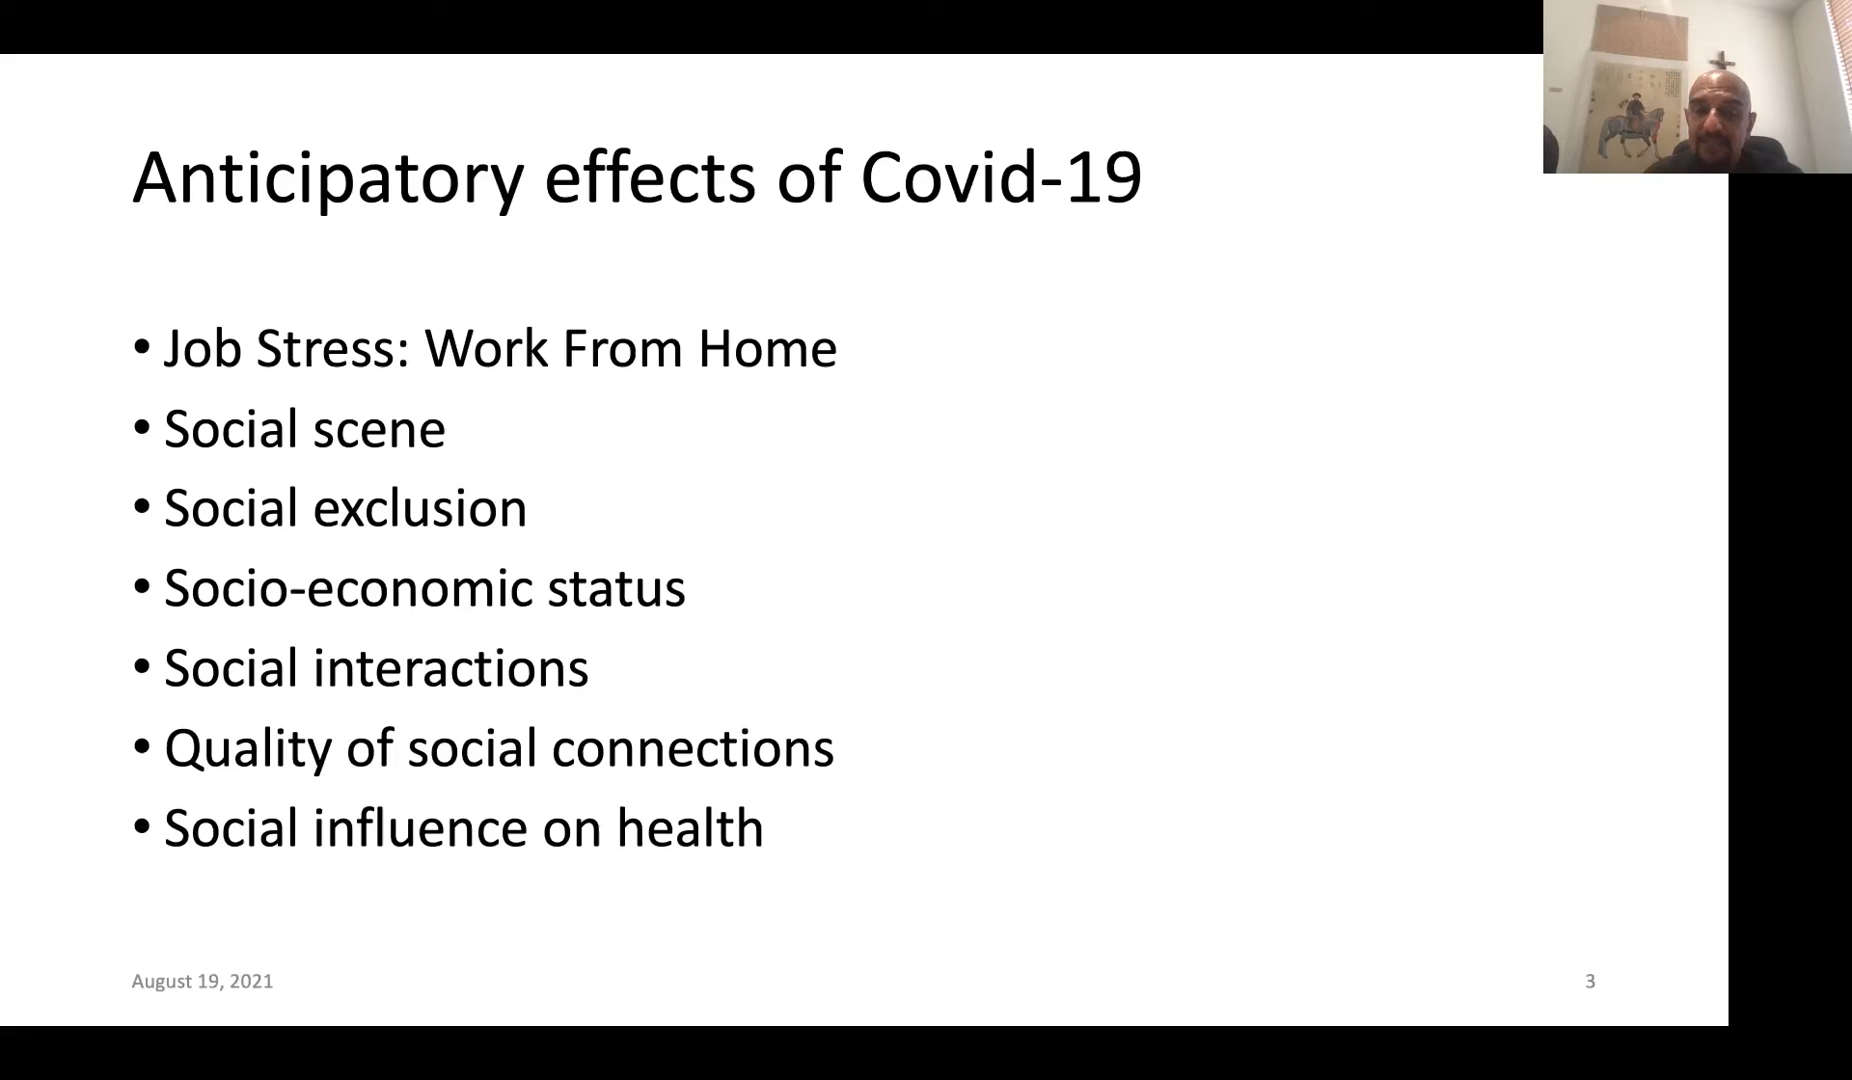 Anticipatory effects of Covid-19
• Job Stress: Work From Home
• Social scene
• Social exclusion
• Socio-economic status
• Social interactions
• Quality of social connections
• Social influence on health
August 19, 2021
3